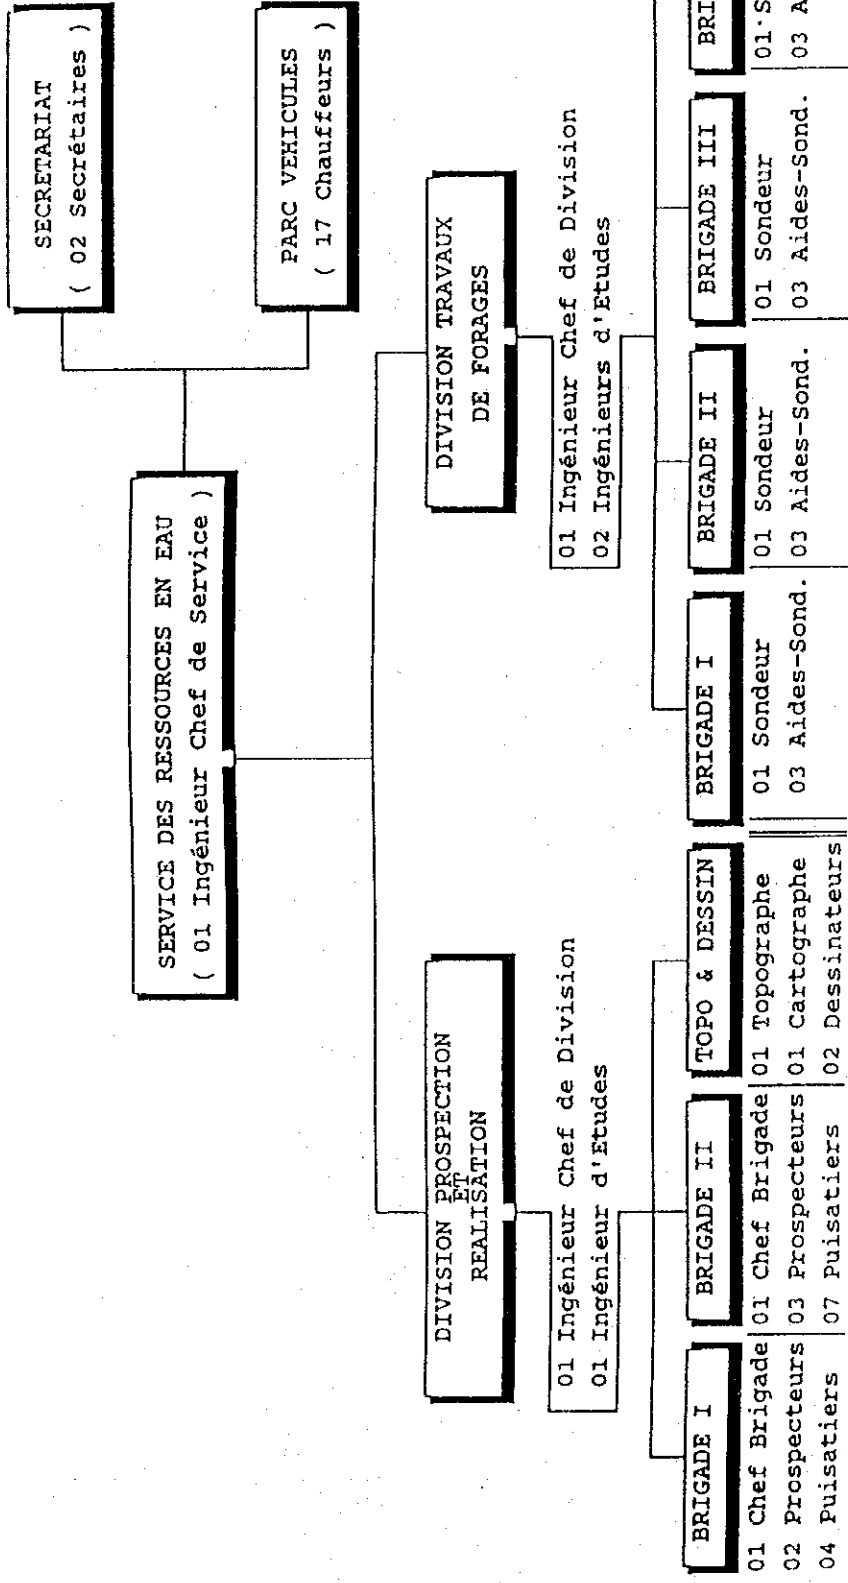 SECRETARIAT
( 02 Secrétaires )
PARC VEHICULES
( 17 Chauffeurs )
SERVICE DES RESSOURCES EN EAU
( 01 Ingénieur Chef de Service )
DIVISION PROSPECTION
ET
REALISATION
01 Ingénieur Chef de Division
01 Ingénieur d'Etudes
DIVISION TRAVAUX
DE FORAGES
01 Ingénieur Chef de Division
02 Ingénieurs d'Etudes
BRIGADE I
01 Chef Brigade
02 Prospecteurs
04 Puisatiers
BRIGADE II
01 Chef Brigade
03 Prospecteurs
07 Puisatiers
TOPO & DESSIN
01 Topographe
01 Cartographe
02 Dessinateurs
BRIGADE I
01 Sondeur
03 Aides-Sond.
BRIGADE II
01 Sondeur
03 Aides-Sond.
BRIGADE III
01 Sondeur
03 Aides-Sond.
BRI
01 S
03 A